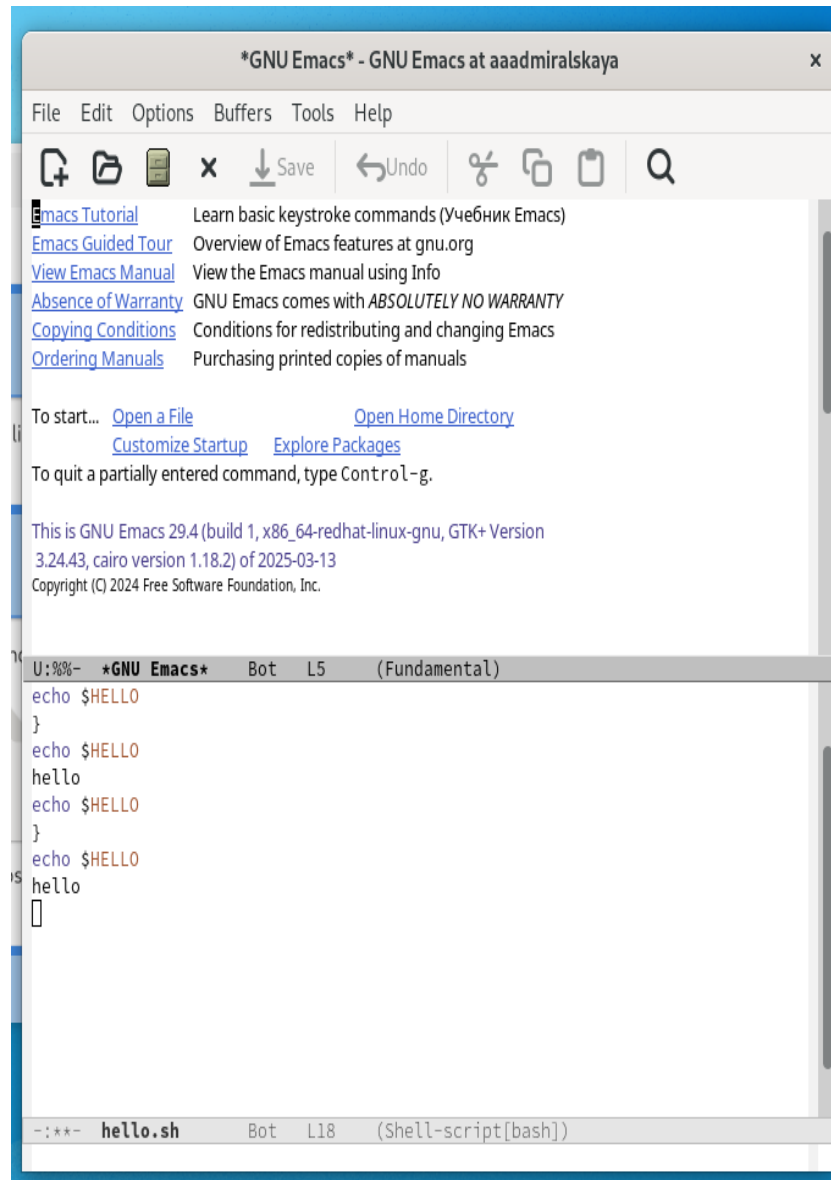 *GNU Emacs* - GNU Emacs at aaadmiralskaya
x
File Edit Options Buffers Tools Help
Save Undo
Emacs Tutorial Learn basic keystroke commands (Учебник Emacs)
Emacs Guided Tour Overview of Emacs features at gnu.org
View Emacs Manual View the Emacs manual using Info
Absence of Warranty GNU Emacs comes with ABSOLUTELY NO WARRANTY
Copying Conditions Conditions for redistributing and changing Emacs
Ordering Manuals Purchasing printed copies of manuals
To start... Open a File Open Home Directory
Customize Startup Explore Packages
To quit a partially entered command, type Control-g.
This is GNU Emacs 29.4 (build 1, x86_64-redhat-linux-gnu, GTK+ Version
3.24.43, cairo version 1.18.2) of 2025-03-13
Copyright (C) 2024 Free Software Foundation, Inc.
U:%%- *GNU Emacs* Bot L5 (Fundamental)
echo $HELLO
}
echo $HELLO
hello
echo $HELLO
}
echo $HELLO
hello
-:**- hello.sh Bot L18 (Shell-script[bash])